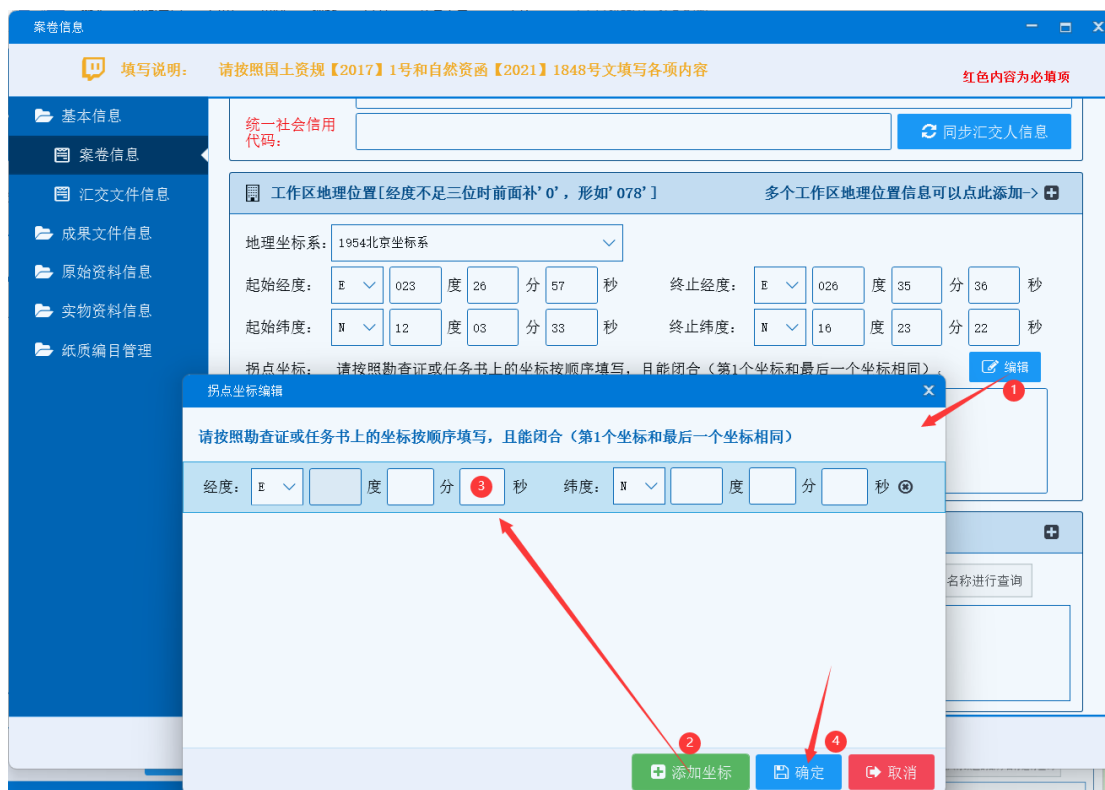 案卷信息
填写说明： 请按照国土资规【2017】1号和自然资函【2021】1848号文填写各项内容
红色内容为必填项
基本信息
案卷信息
汇交文件信息
成果文件信息
原始资料信息
实物资料信息
纸质编目管理
统一社会信用
代码：
同步汇交人信息
工作区地理位置[经度不足三位时前面补'0'，形如'078'] 多个工作区地理位置信息可以点此添加->
地理坐标系： 1954北京坐标系
起始经度： E 023 度 26 分 57 秒 终止经度： E 026 度 35 分 36 秒
起始纬度： N 12 度 03 分 33 秒 终止纬度： N 16 度 23 分 22 秒
拐点坐标： 请按照勘查证或任务书上的坐标按顺序填写，且能闭合（第1个坐标和最后一个坐标相同）。 编辑
1
拐点坐标编辑
请按照勘查证或任务书上的坐标按顺序填写，且能闭合（第1个坐标和最后一个坐标相同）
经度： E 度 分 3 秒 纬度： N 度 分 秒
名称进行查询
2
4
添加坐标 确定 取消